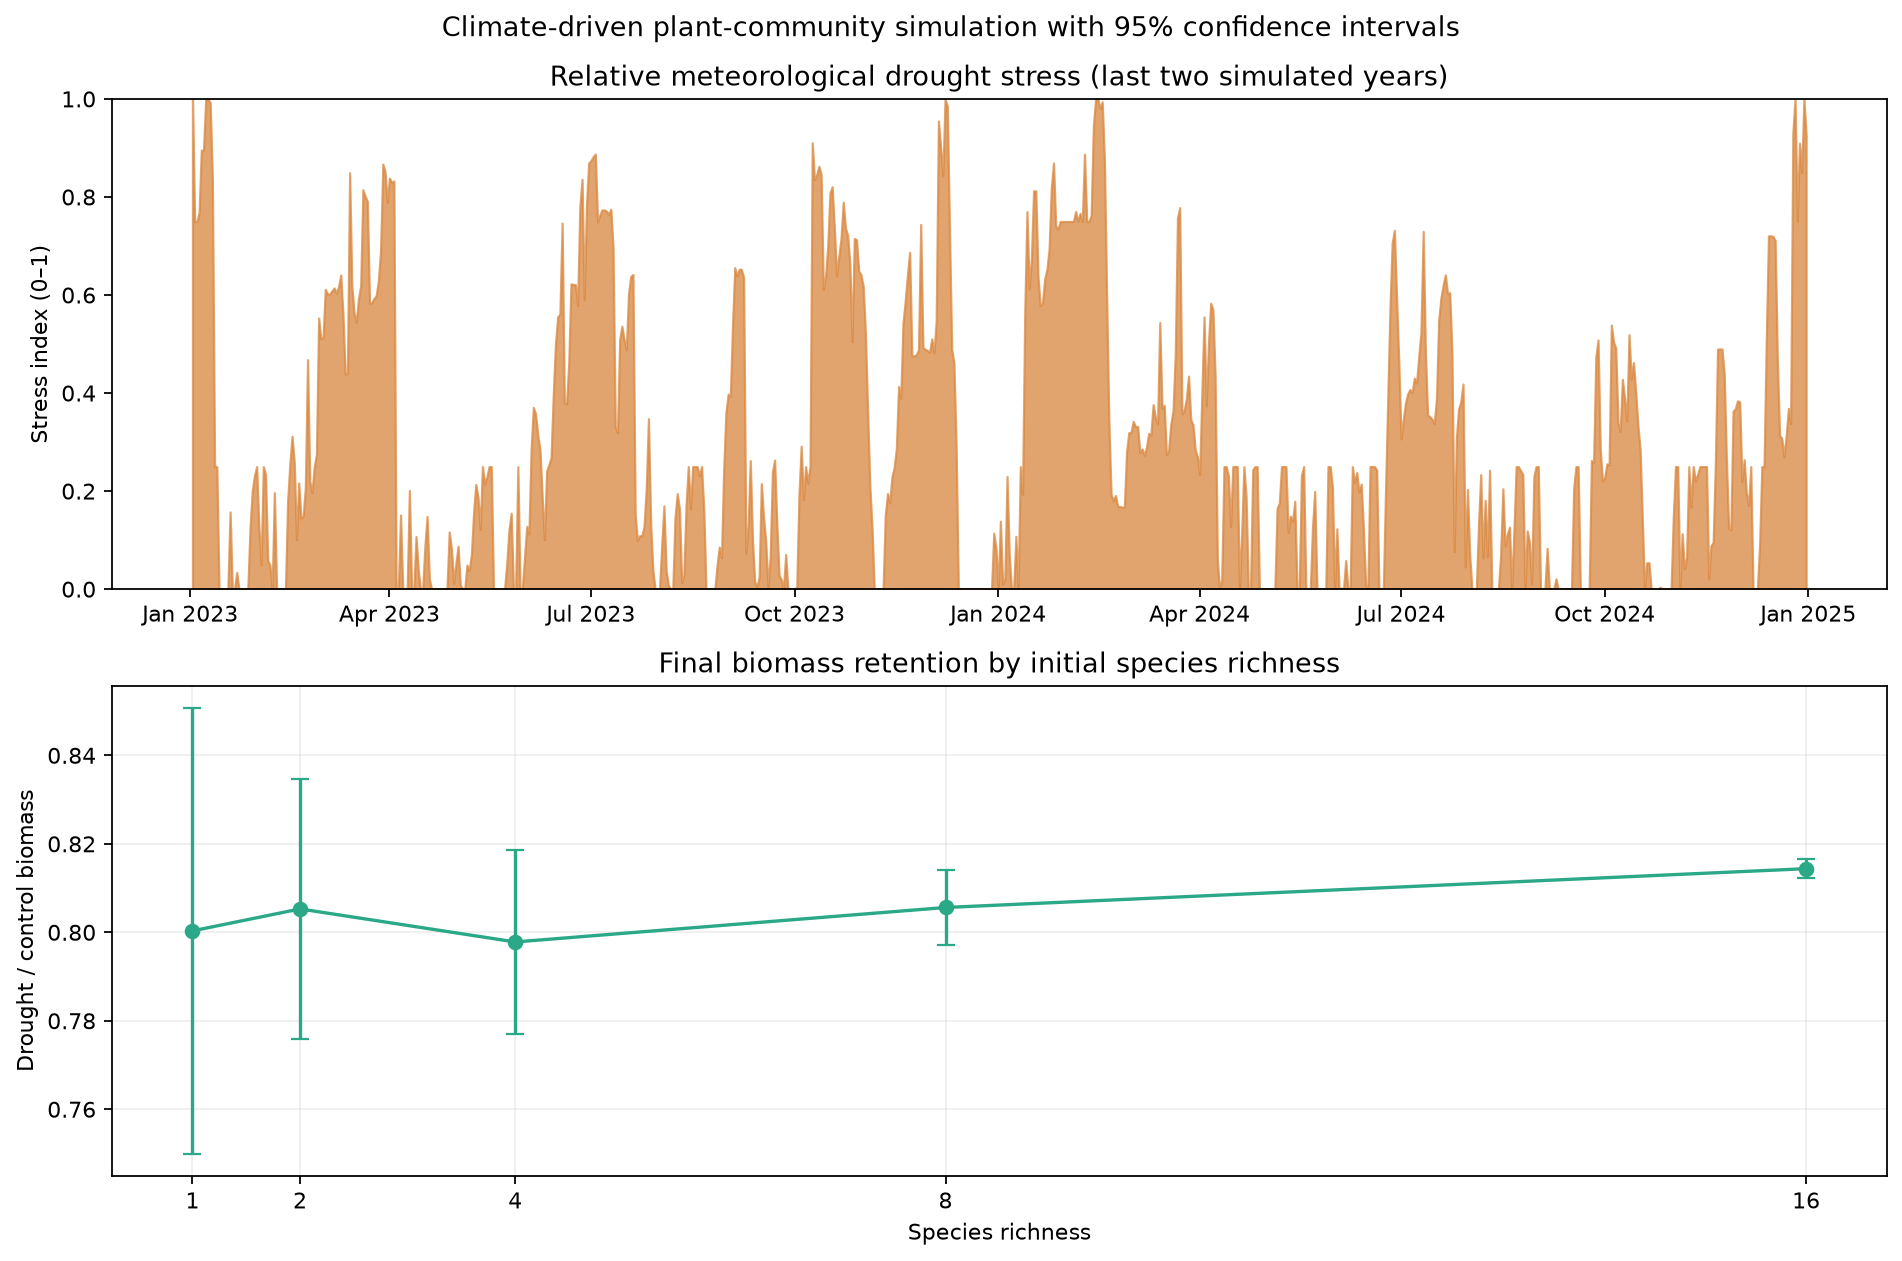 Climate-driven plant-community simulation with 95% confidence intervals
Relative meteorological drought stress (last two simulated years)
Stress index (0–1)
1.0
0.8
0.6
0.4
0.2
0.0
Jan 2023 Apr 2023 Jul 2023 Oct 2023 Jan 2024 Apr 2024 Jul 2024 Oct 2024 Jan 2025
Final biomass retention by initial species richness
Drought / control biomass
0.84
0.82
0.80
0.78
0.76
1 2 4 8 16
Species richness